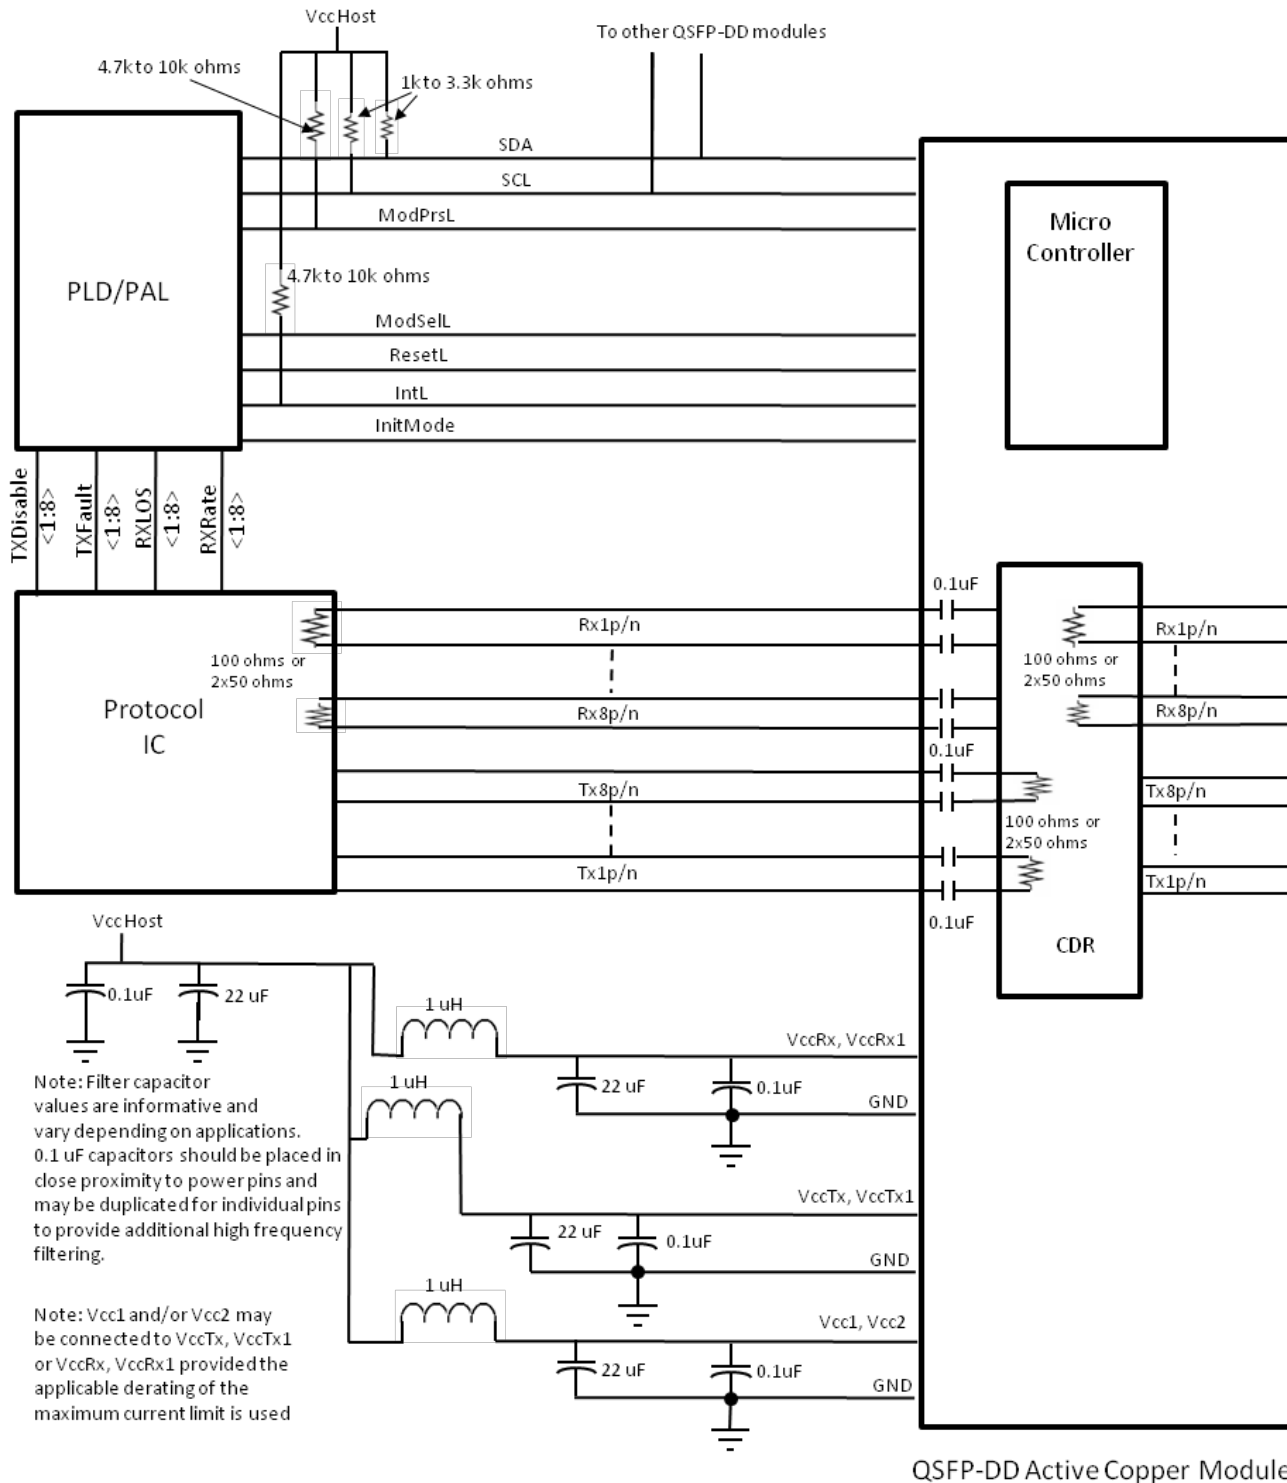 VccHost
To other QSFP-DD modules
4.7k to 10k ohms
1k to 3.3k ohms
SDA
SCL
ModPrsL
Micro
Controller
PLD/PAL
4.7k to 10k ohms
ModSelL
ResetL
IntL
InitMode
TXDisable
<1:8>
TXFault
<1:8>
RXLOS
<1:8>
RXRate
<1:8>
0.1uF
Rx1p/n
Rx1p/n
100 ohms or
2x50 ohms
100 ohms or
2x50 ohms
Protocol
IC
Rx8p/n
Rx8p/n
0.1uF
Tx8p/n
Tx8p/n
100 ohms or
2x50 ohms
Tx1p/n
Tx1p/n
0.1uF
CDR
VccHost
0.1uF
22 uF
1 uH
VccRx, VccRx1
22 uF
0.1uF
GND
1 uH
Note: Filter capacitor
values are informative and
vary depending on applications.
0.1 uF capacitors should be placed in
close proximity to power pins and
may be duplicated for individual pins
to provide additional high frequency
filtering.
VccTx, VccTx1
22 uF
0.1uF
GND
1 uH
Vcc1, Vcc2
22 uF
0.1uF
GND
Note: Vcc1 and/or Vcc2 may
be connected to VccTx, VccTx1
or VccRx, VccRx1 provided the
applicable derating of the
maximum current limit is used
QSFP-DD Active Copper Module